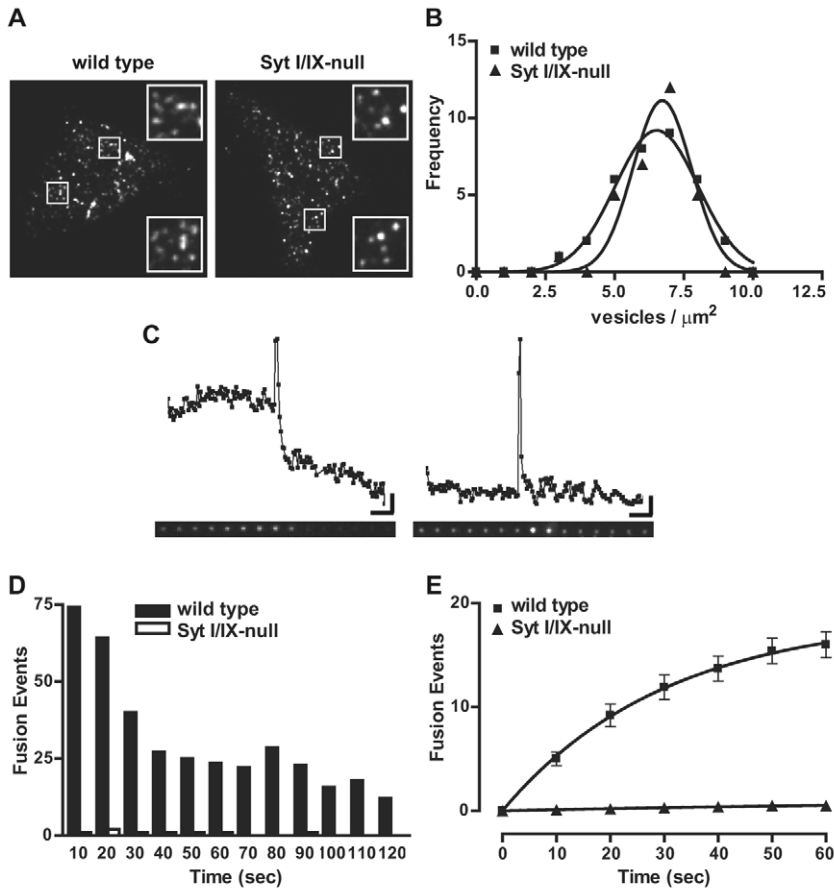 A
wild type
Syt I/IX-null
B
wild type
Syt I/IX-null
Frequency
15
10
5
0
0.0 2.5 5.0 7.5 10.0 12.5
vesicles / μm²
C
D
wild type
Syt I/IX-null
Fusion Events
75
50
25
0
10 20 30 40 50 60 70 80 90 100 110 120
Time (sec)
E
wild type
Syt I/IX-null
Fusion Events
20
10
0
0 10 20 30 40 50 60
Time (sec)